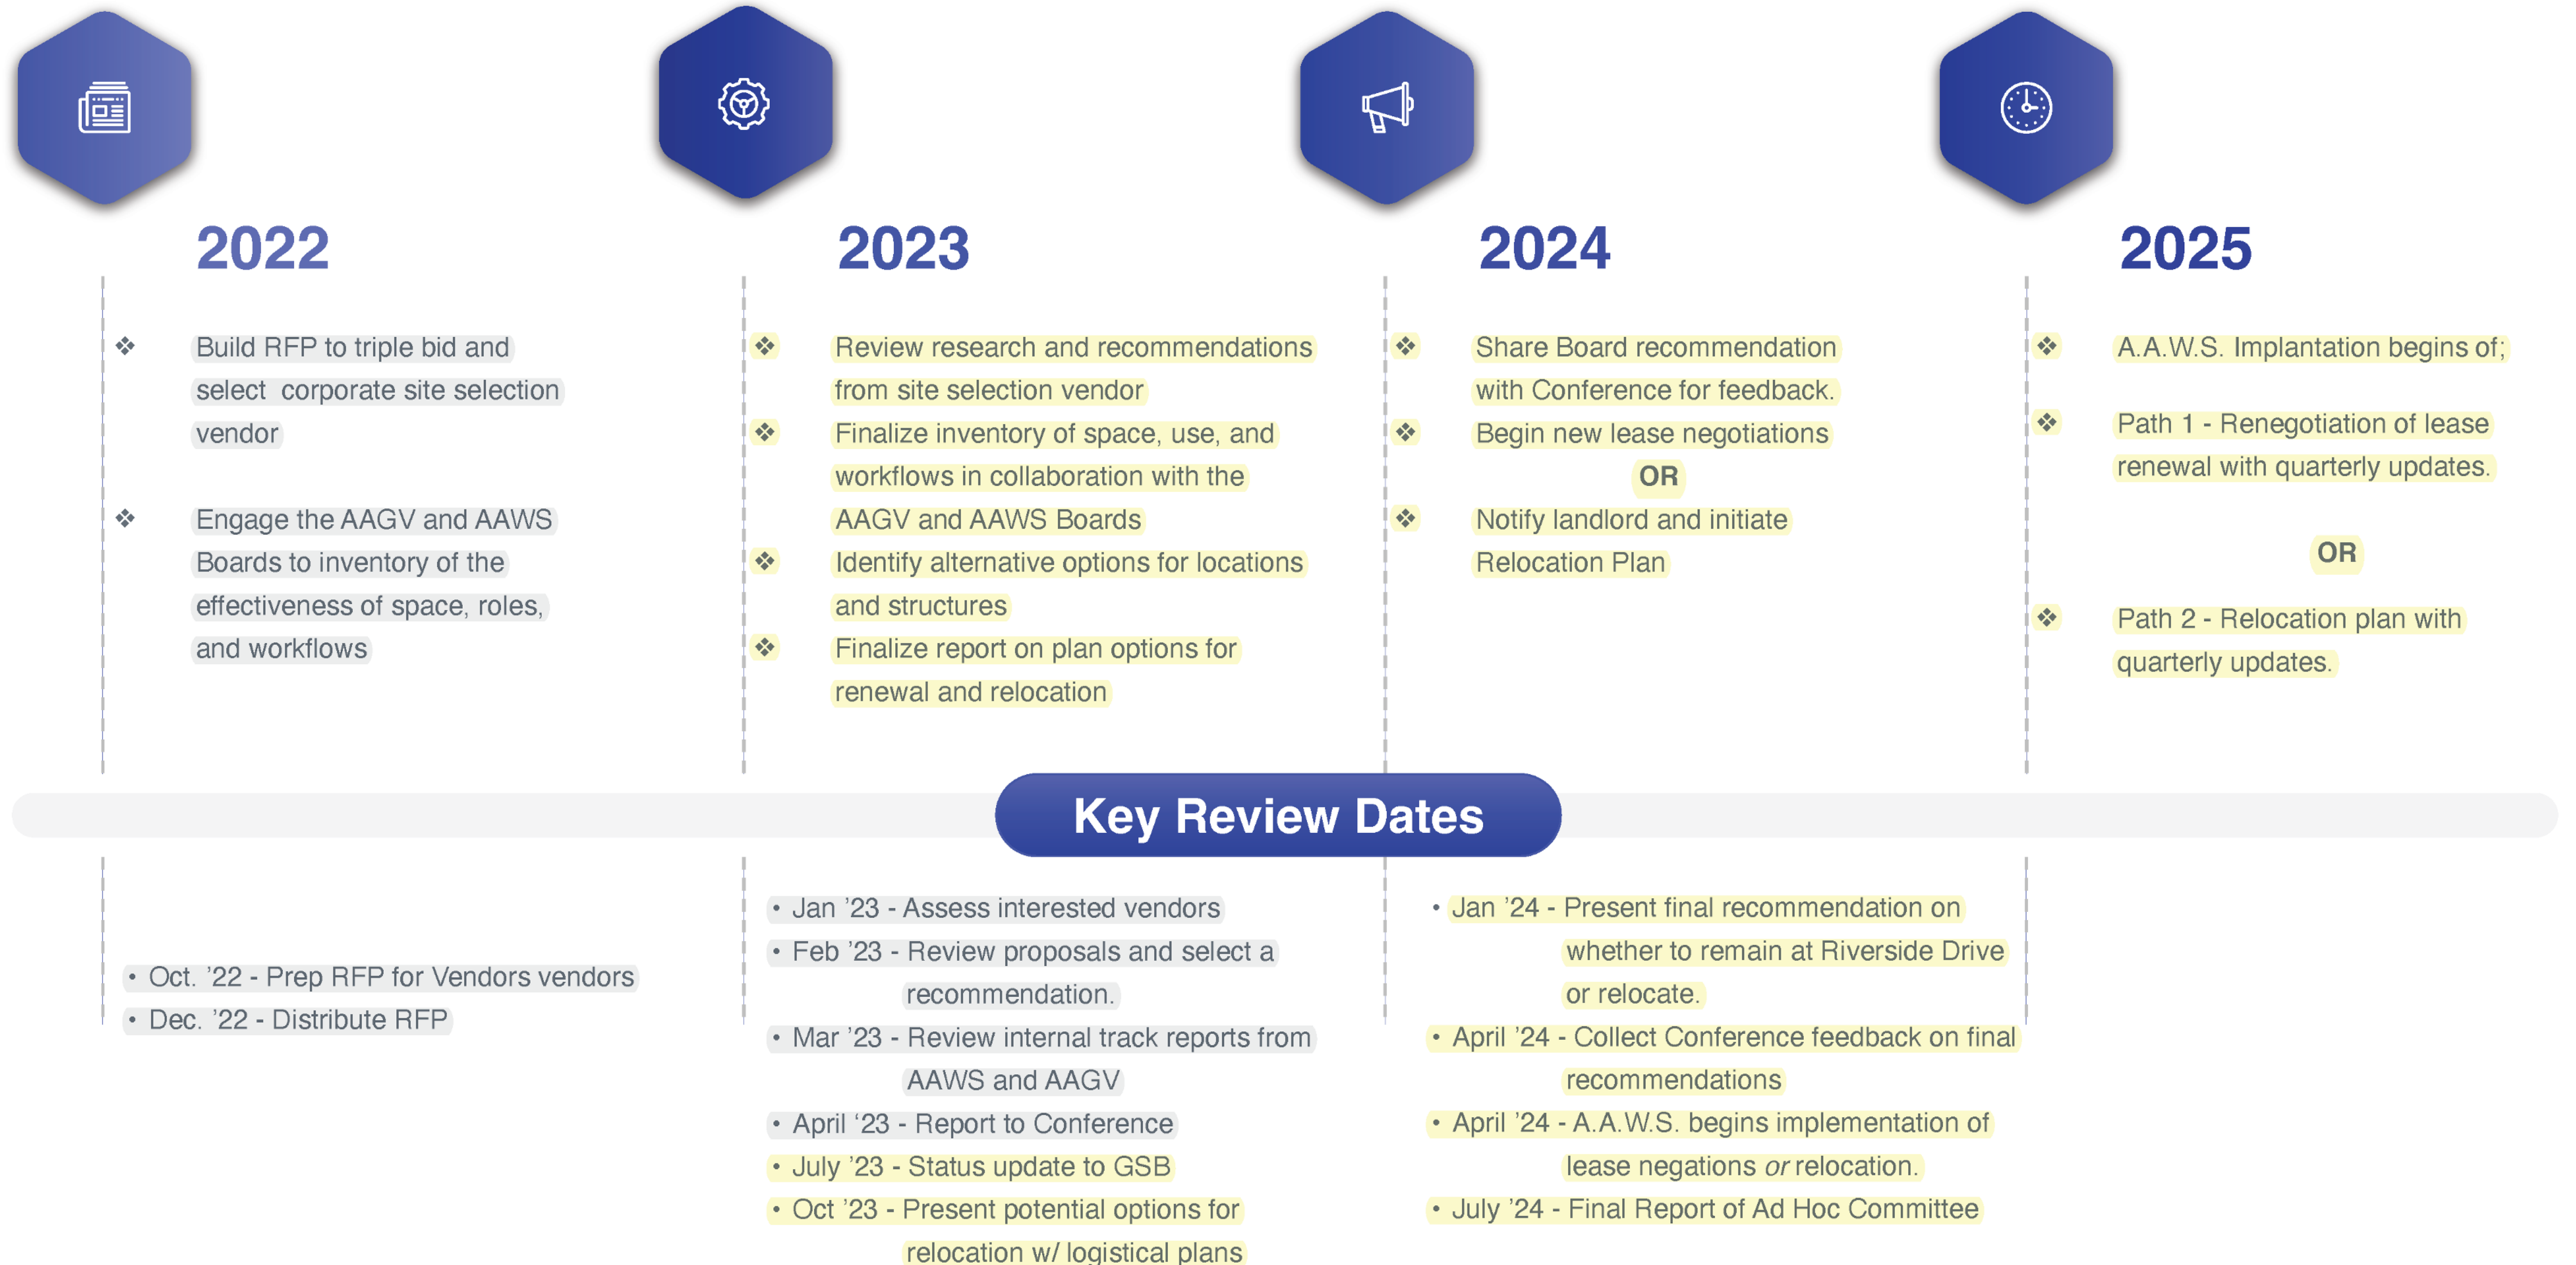 2022
❖ Build RFP to triple bid and
select corporate site selection
vendor
❖ Engage the AAGV and AAWS
Boards to inventory of the
effectiveness of space, roles,
and workflows
2023
❖ Review research and recommendations
from site selection vendor
❖ Finalize inventory of space, use, and
workflows in collaboration with the
AAGV and AAWS Boards
❖ Identify alternative options for locations
and structures
❖ Finalize report on plan options for
renewal and relocation
2024
❖ Share Board recommendation
with Conference for feedback.
❖ Begin new lease negotiations
OR
❖ Notify landlord and initiate
Relocation Plan
2025
❖ A.A.W.S. Implantation begins of;
❖ Path 1 - Renegotiation of lease
renewal with quarterly updates.
OR
❖ Path 2 - Relocation plan with
quarterly updates.
Key Review Dates
• Oct. ’22 - Prep RFP for Vendors vendors
• Dec. ’22 - Distribute RFP
• Jan ’23 - Assess interested vendors
• Feb ’23 - Review proposals and select a
recommendation.
• Mar ’23 - Review internal track reports from
AAWS and AAGV
• April ‘23 - Report to Conference
• July ’23 - Status update to GSB
• Oct ’23 - Present potential options for
relocation w/ logistical plans
• Jan ’24 - Present final recommendation on
whether to remain at Riverside Drive
or relocate.
• April ’24 - Collect Conference feedback on final
recommendations
• April ’24 - A.A.W.S. begins implementation of
lease negations or relocation.
• July ’24 - Final Report of Ad Hoc Committee